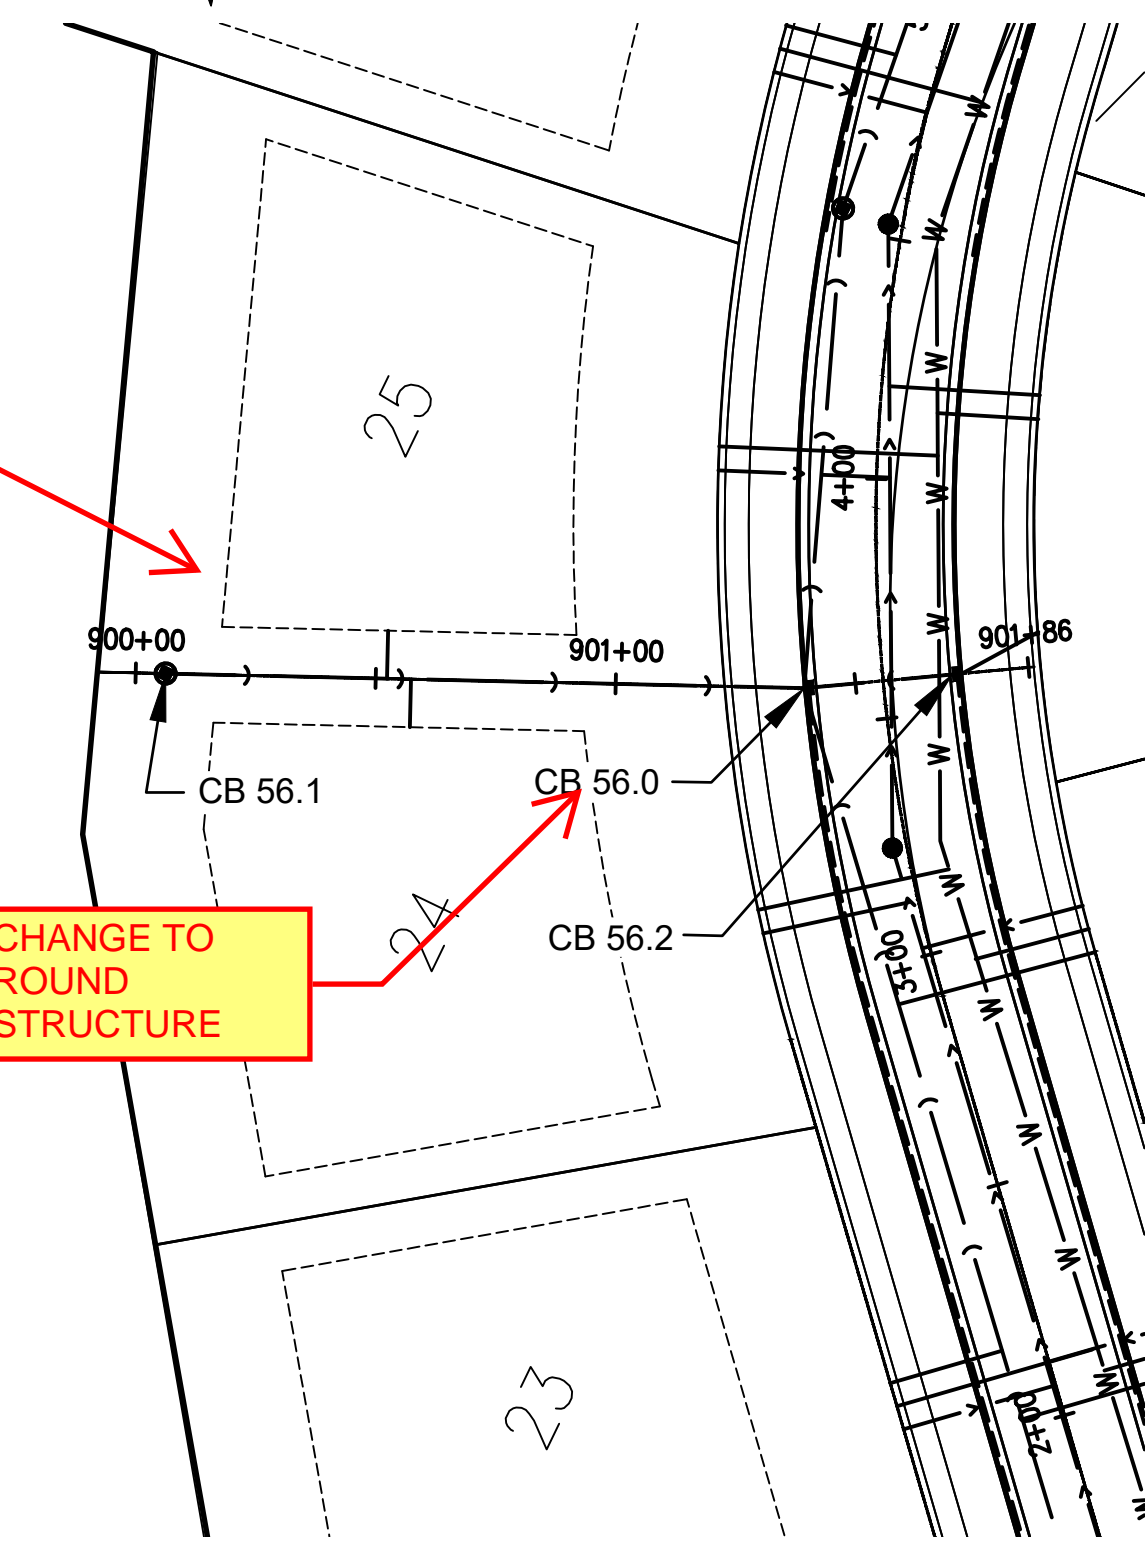 W
W
25
W
4+00
W
900+00
901+00
W
901+86
W
CB 56.1
CB 56.0
W
24
CB 56.2
3+00
CHANGE TO
ROUND
STRUCTURE
W
W
W
23
W
2+00
W